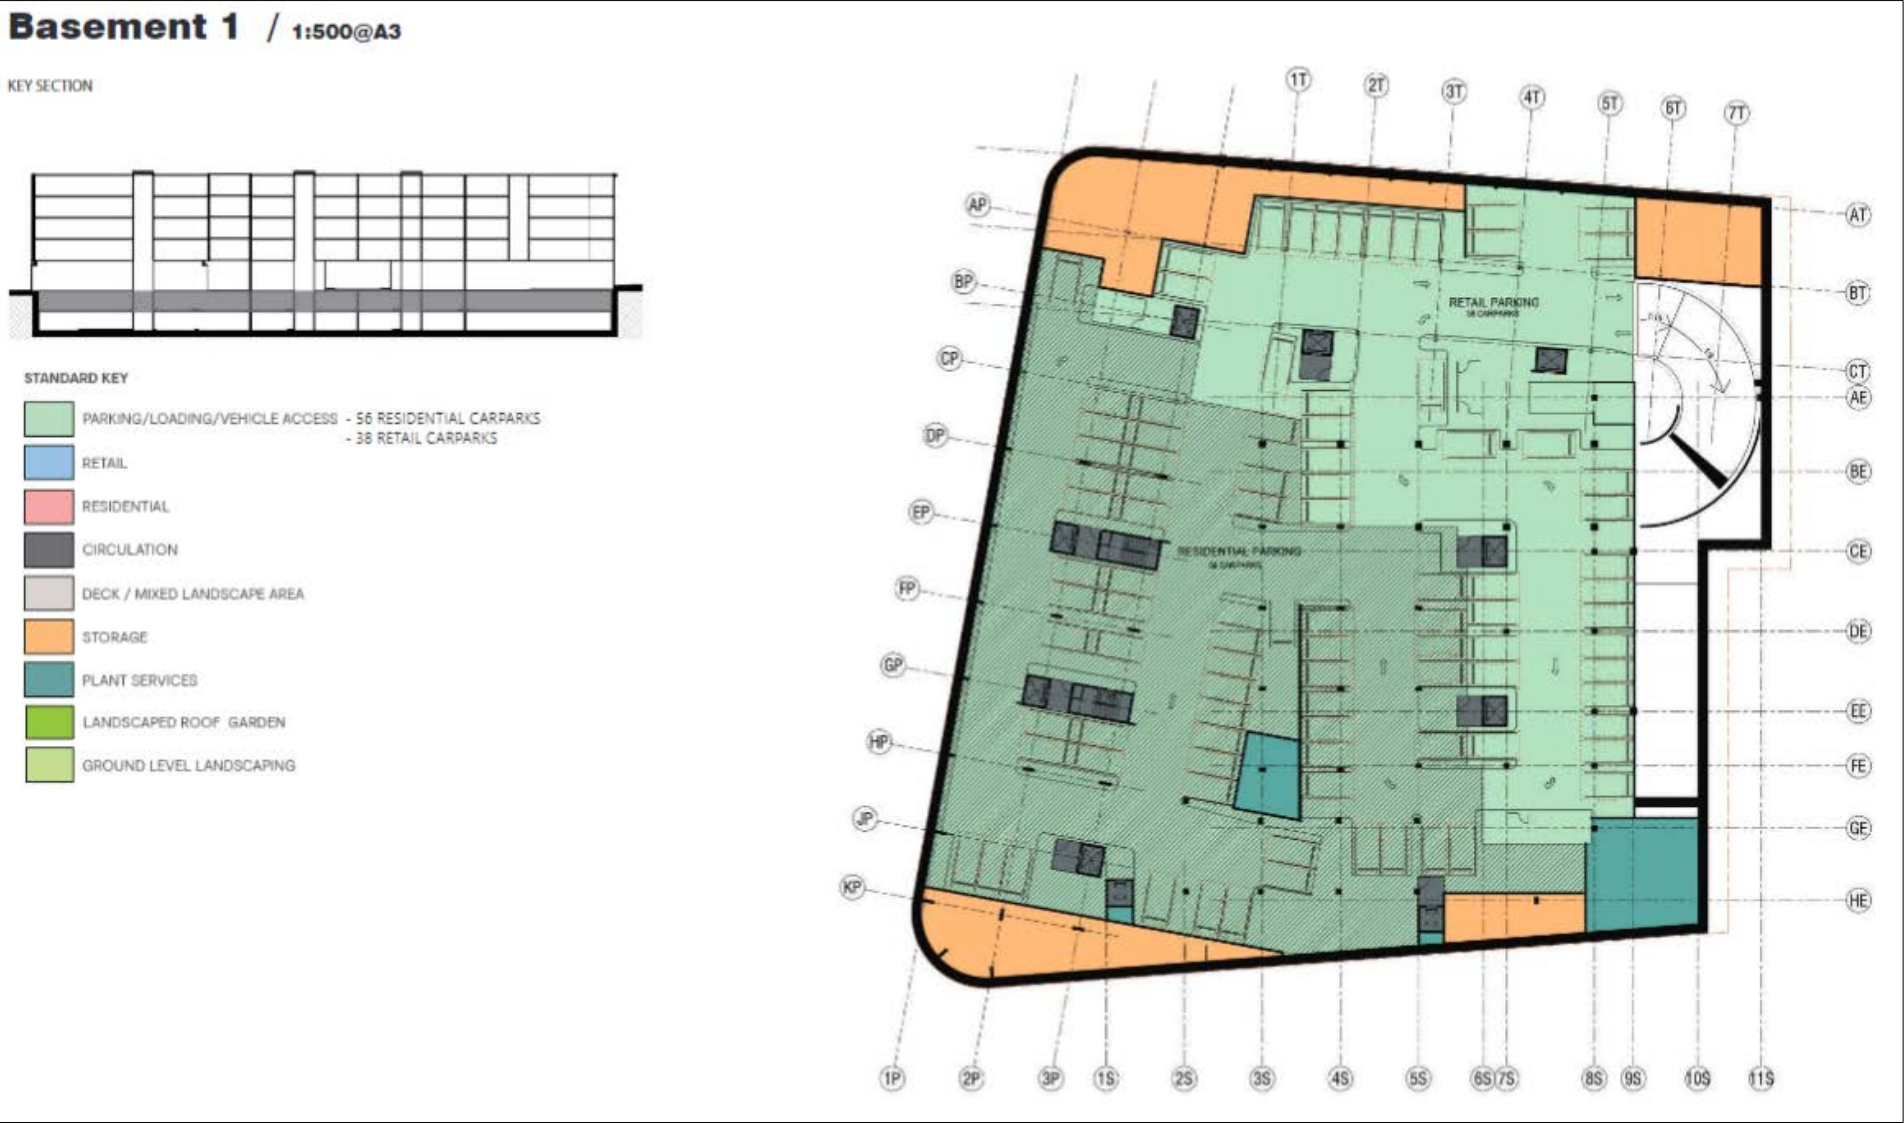 Basement 1 / 1:500@A3
KEY SECTION
STANDARD KEY
PARKING/LOADING/VEHICLE ACCESS - 56 RESIDENTIAL CARPARKS
- 38 RETAIL CARPARKS
RETAIL
RESIDENTIAL
CIRCULATION
DECK / MIXED LANDSCAPE AREA
STORAGE
PLANT SERVICES
LANDSCAPED ROOF GARDEN
GROUND LEVEL LANDSCAPING
1T 2T 3T 4T 5T 6T 7T
AP
BP
CP
DP
EP
FP
GP
HP
JP
KP
RETAIL PARKING
CARPARKS
RESIDENTIAL PARKING
CARPARKS
AT
BT
CT
AE
BE
CE
DE
EE
FE
GE
HE
1P 2P 3P 1S 2S 3S 4S 5S 6S 7S 8S 9S 10S 11S